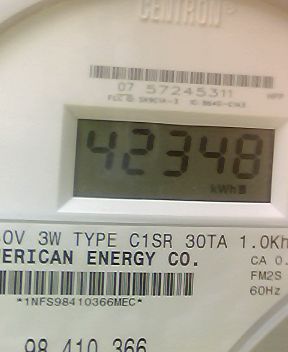 CENTRON®
07 57245311
42348
kWh
0V 3W TYPE C1SR 30TA 1.0Kh
ERICAN ENERGY CO.
CA 0.
FM2S
60Hz
*1NFS98410366MEC*
98 410 366